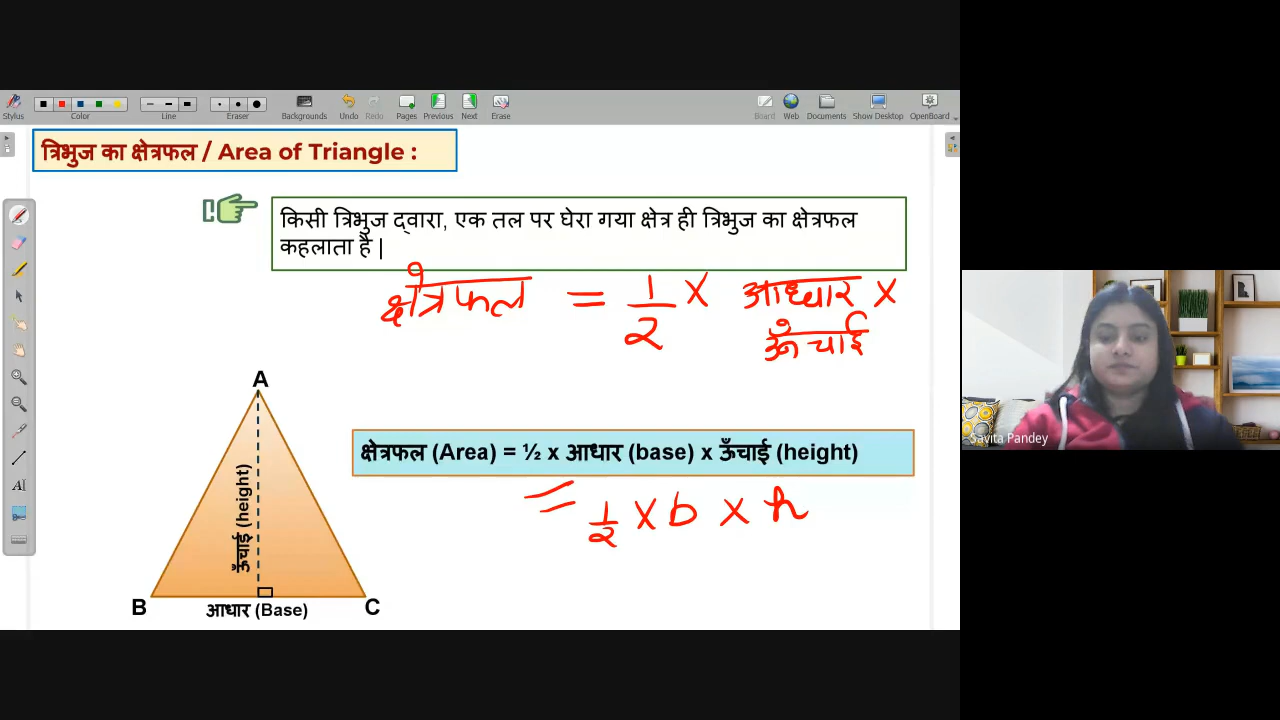 Stylus
Color
Line
Eraser
Backgrounds
Undo
Redo
Pages
Previous
Next
Erase
Board
Web
Documents
Show Desktop
OpenBoard
त्रिभुज का क्षेत्रफल / Area of Triangle :
किसी त्रिभुज द्वारा, एक तल पर घेरा गया क्षेत्र ही त्रिभुज का क्षेत्रफल
कहलाता है |
क्षेत्रफल = 1/2 × आधार ×
ऊँचाई
A
क्षेत्रफल (Area) = ½ x आधार (base) x ऊँचाई (height)
= 1/2 × b × h
ऊँचाई (height)
B
आधार (Base)
C
Savita Pandey